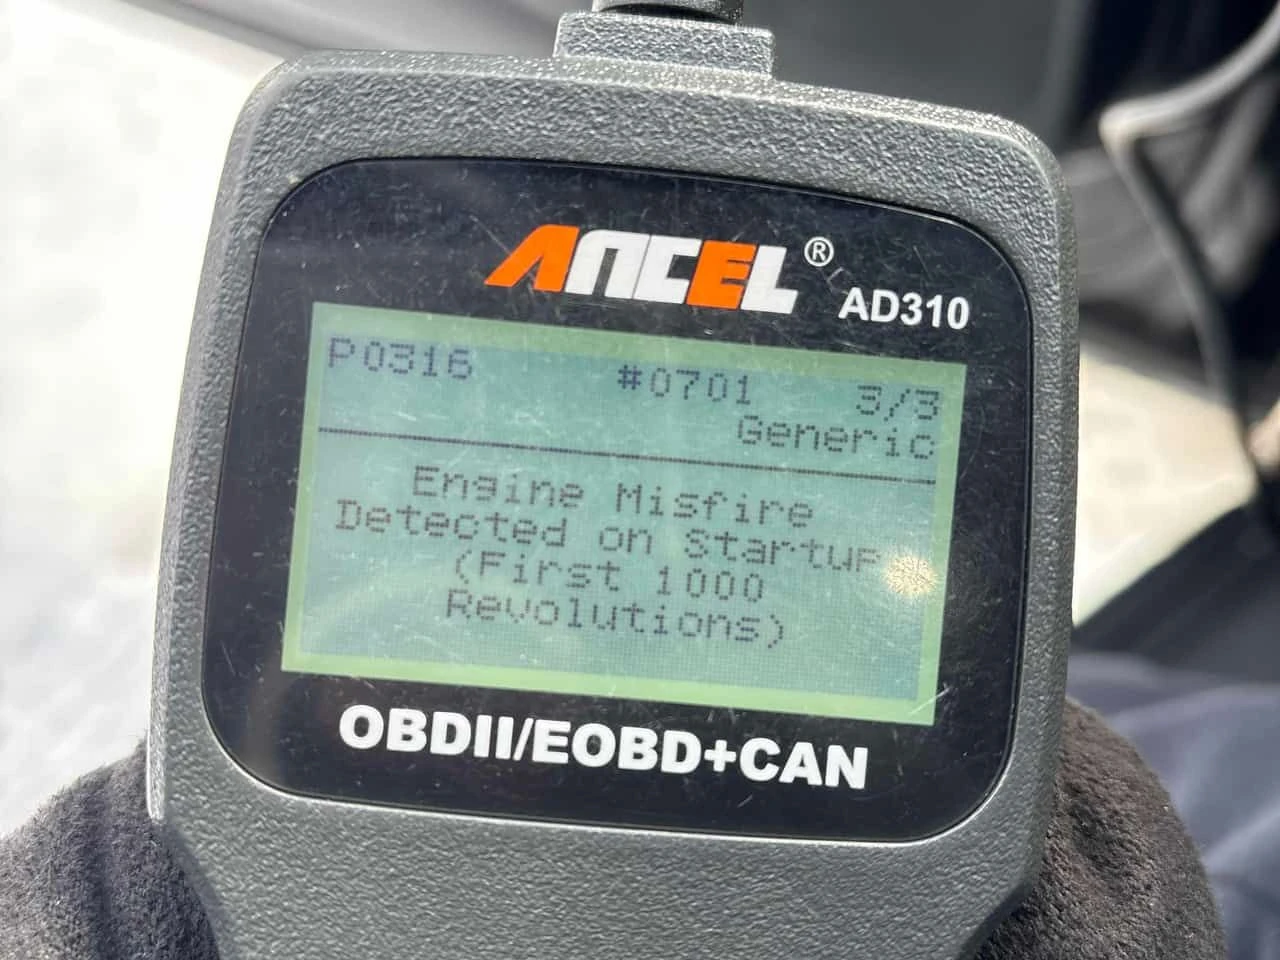 ANCEL®
AD310
P0316 #0701 3/3
Generic
Engine Misfire
Detected on Startup
(First 1000
Revolutions)
OBDII/EOBD+CAN